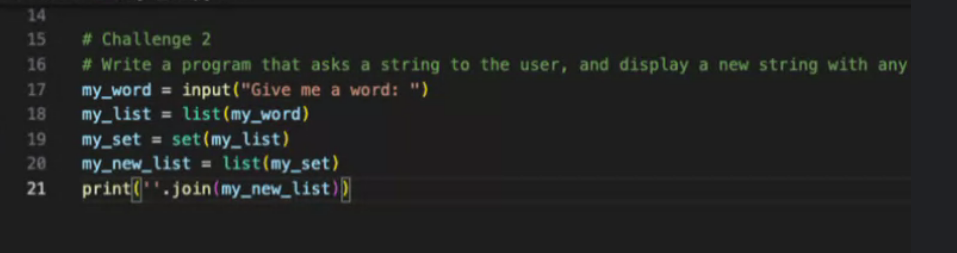 14
15 # Challenge 2
16 # Write a program that asks a string to the user, and display a new string with any
17 my_word = input("Give me a word: ")
18 my_list = list(my_word)
19 my_set = set(my_list)
20 my_new_list = list(my_set)
21 print(''.join(my_new_list))